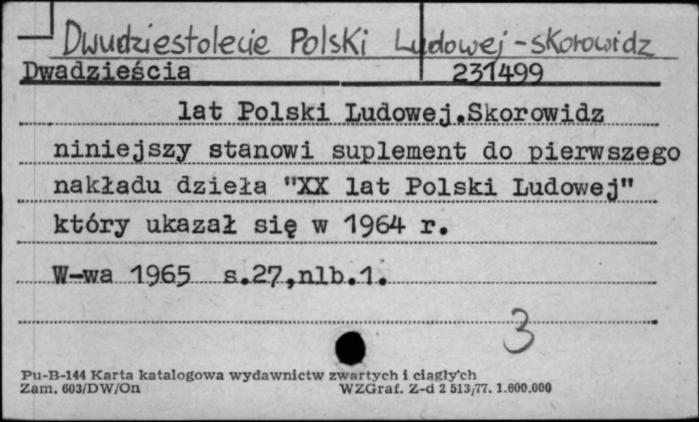 Dwudziestolecie Polski Ludowej - skorowidz
Dwadzieścia 231499
lat Polski Ludowej.Skorowidz
niniejszy stanowi suplement do pierwszego
nakładu dzieła "XX lat Polski Ludowej"
który ukazał się w 1964 r.
W-wa 1965 s.27,nlb.1.
3
Pu-B-144 Karta katalogowa wydawnictw zwartych i ciągłych
Zam. 603/DW/On WZGraf. Z-d 2 513/77. 1.600.000